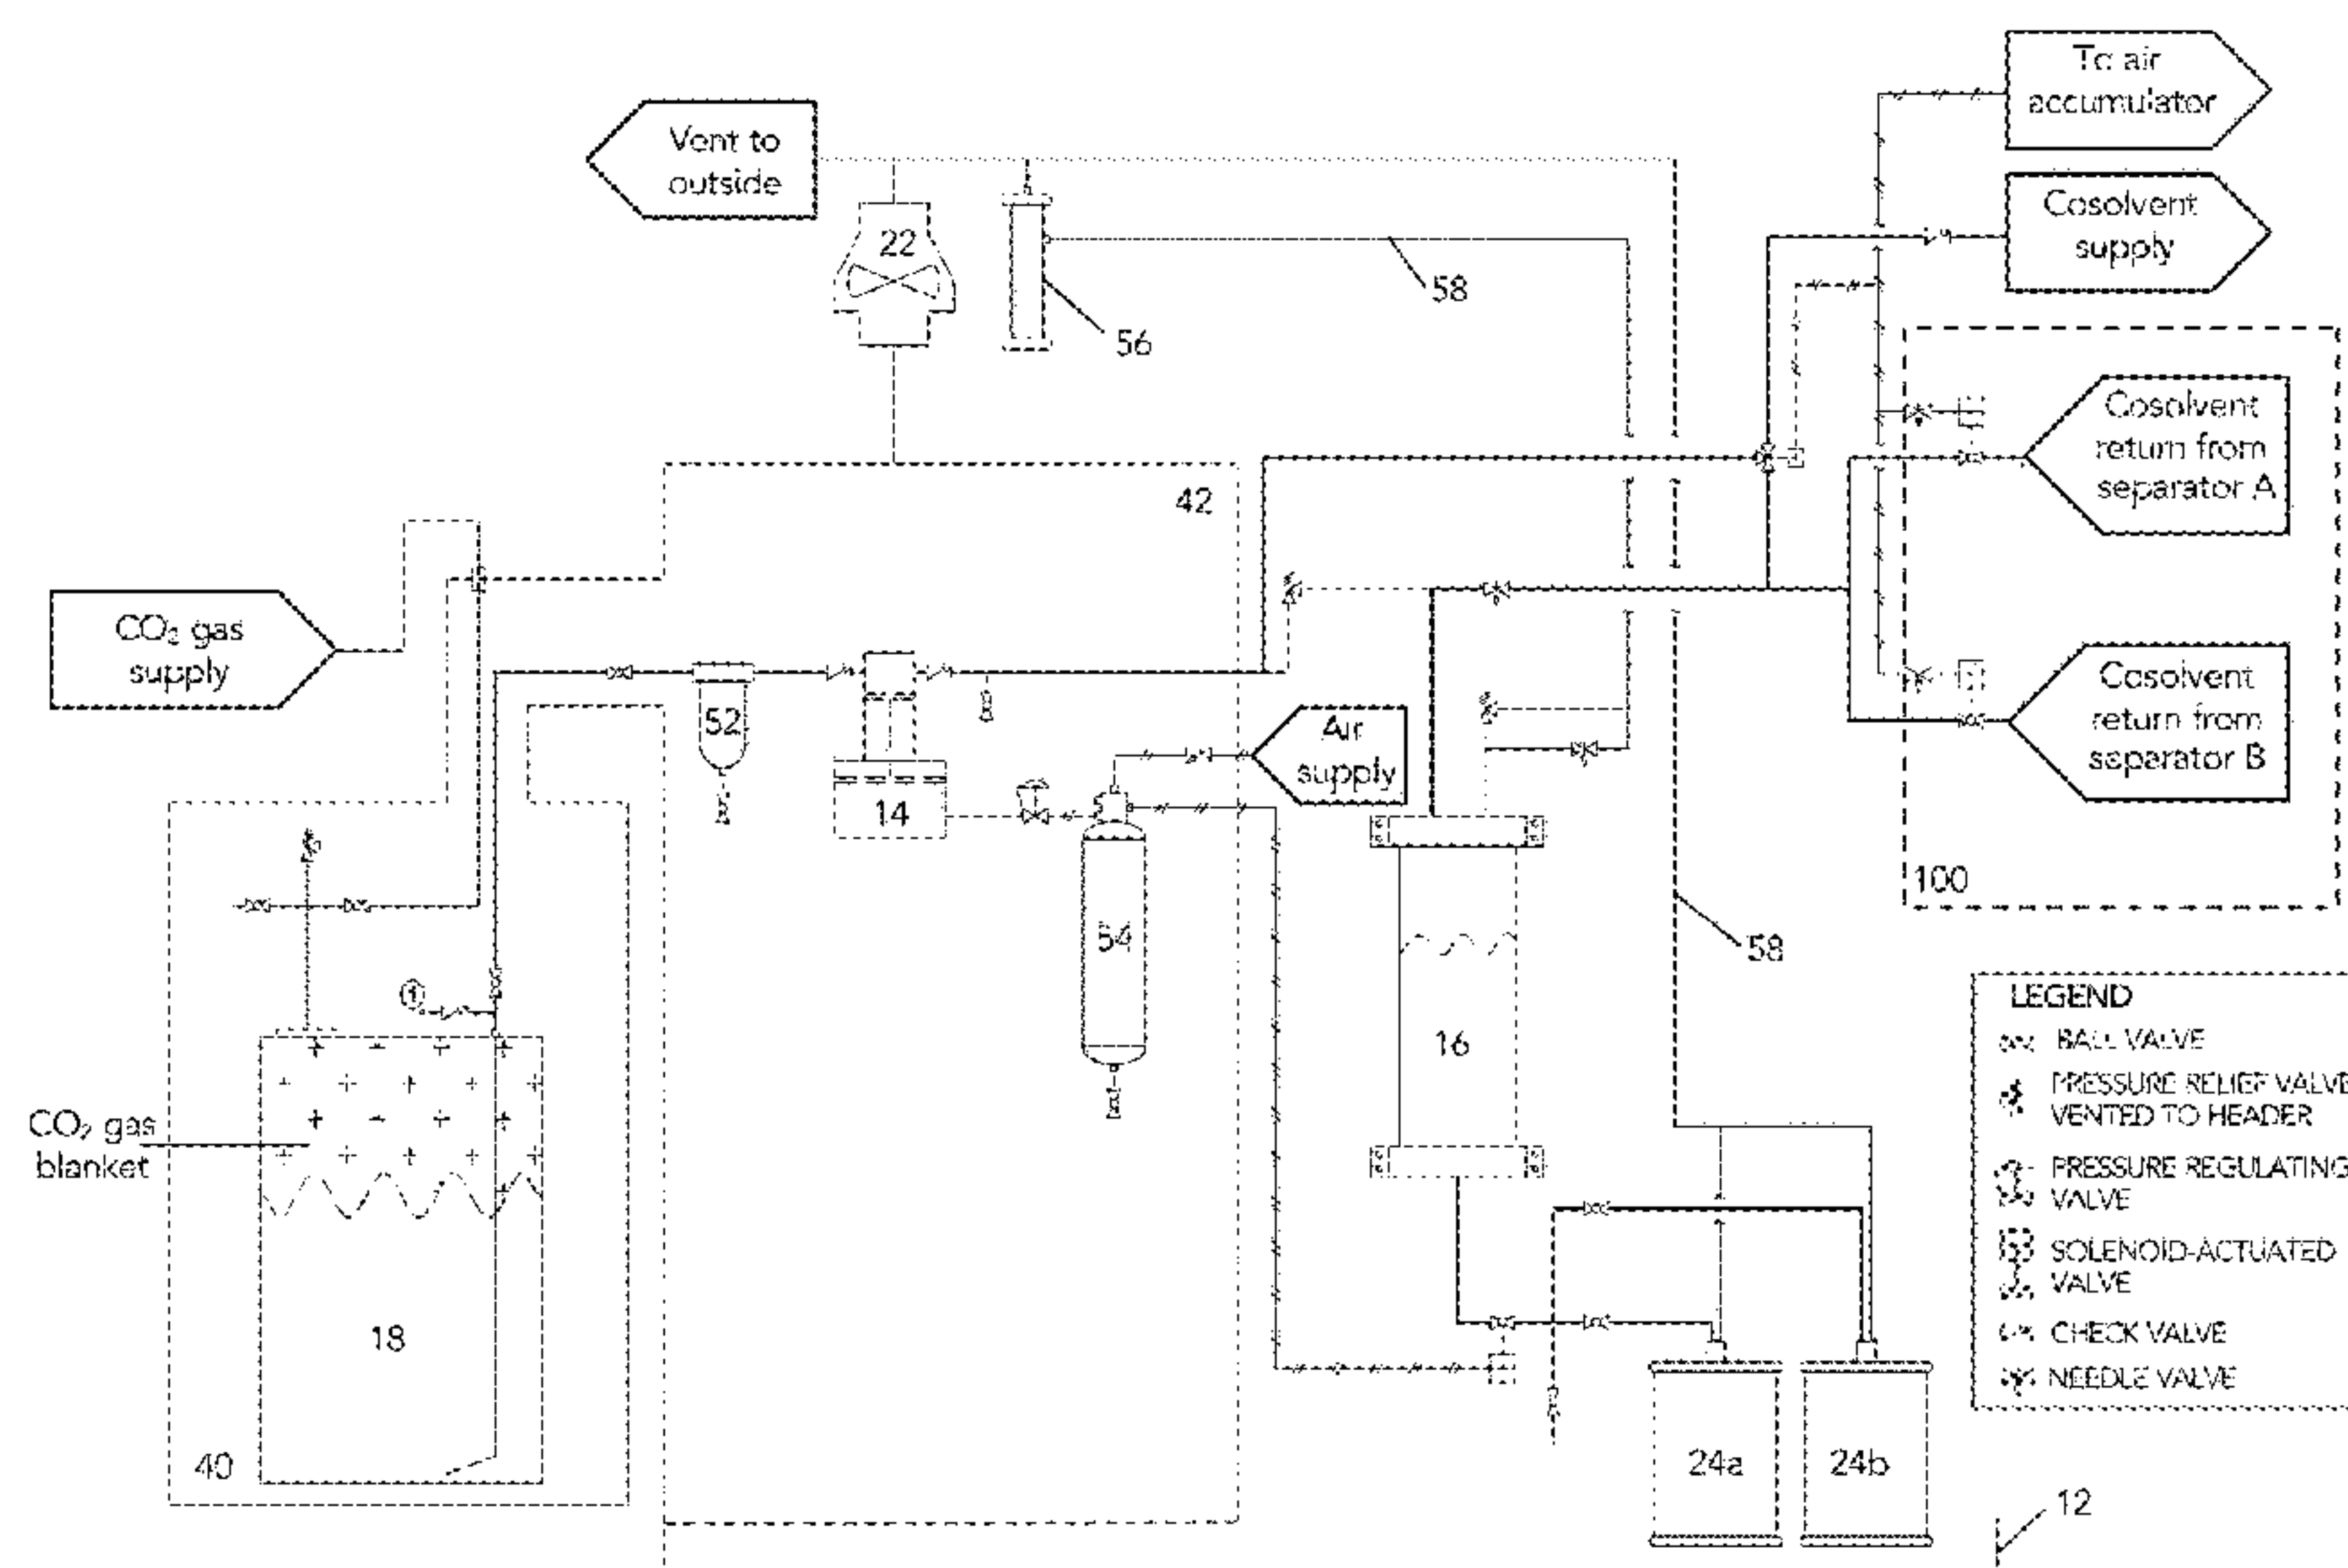 To air
accumulator
Vent to
outside
Cosolvent
supply
22
58
56
Cosolvent
return from
separator A
42
CO₂ gas
supply
Cosolvent
return from
separator B
52
Air
supply
14
100
54
58
1
LEGEND
BALL VALVE
PRESSURE RELIEF VALVE
VENTED TO HEADER
PRESSURE REGULATING
VALVE
SOLENOID-ACTUATED
VALVE
CHECK VALVE
NEEDLE VALVE
16
CO₂ gas
blanket
18
40
24a
24b
12